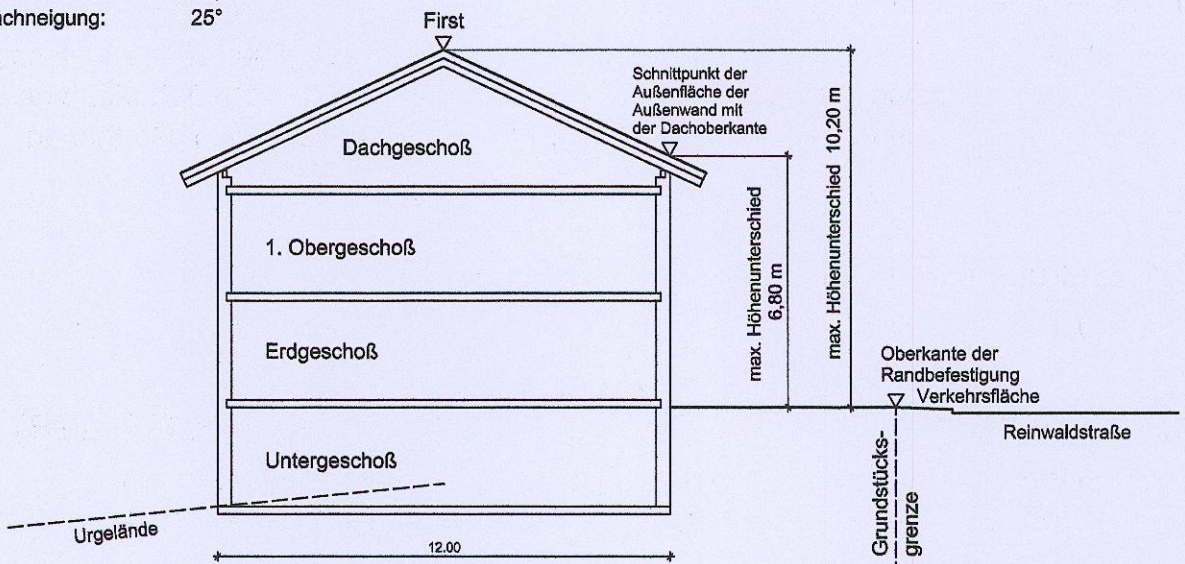 achneigung: 25°
First
Schnittpunkt der
Außenfläche der
Außenwand mit
der Dachoberkante
Dachgeschoß
max. Höhenunterschied
6,80 m
max. Höhenunterschied 10,20 m
1. Obergeschoß
Erdgeschoß
Oberkante der
Randbefestigung
Verkehrsfläche
Reinwaldstraße
Untergeschoß
Grundstücks-
grenze
Urgelände
12.00